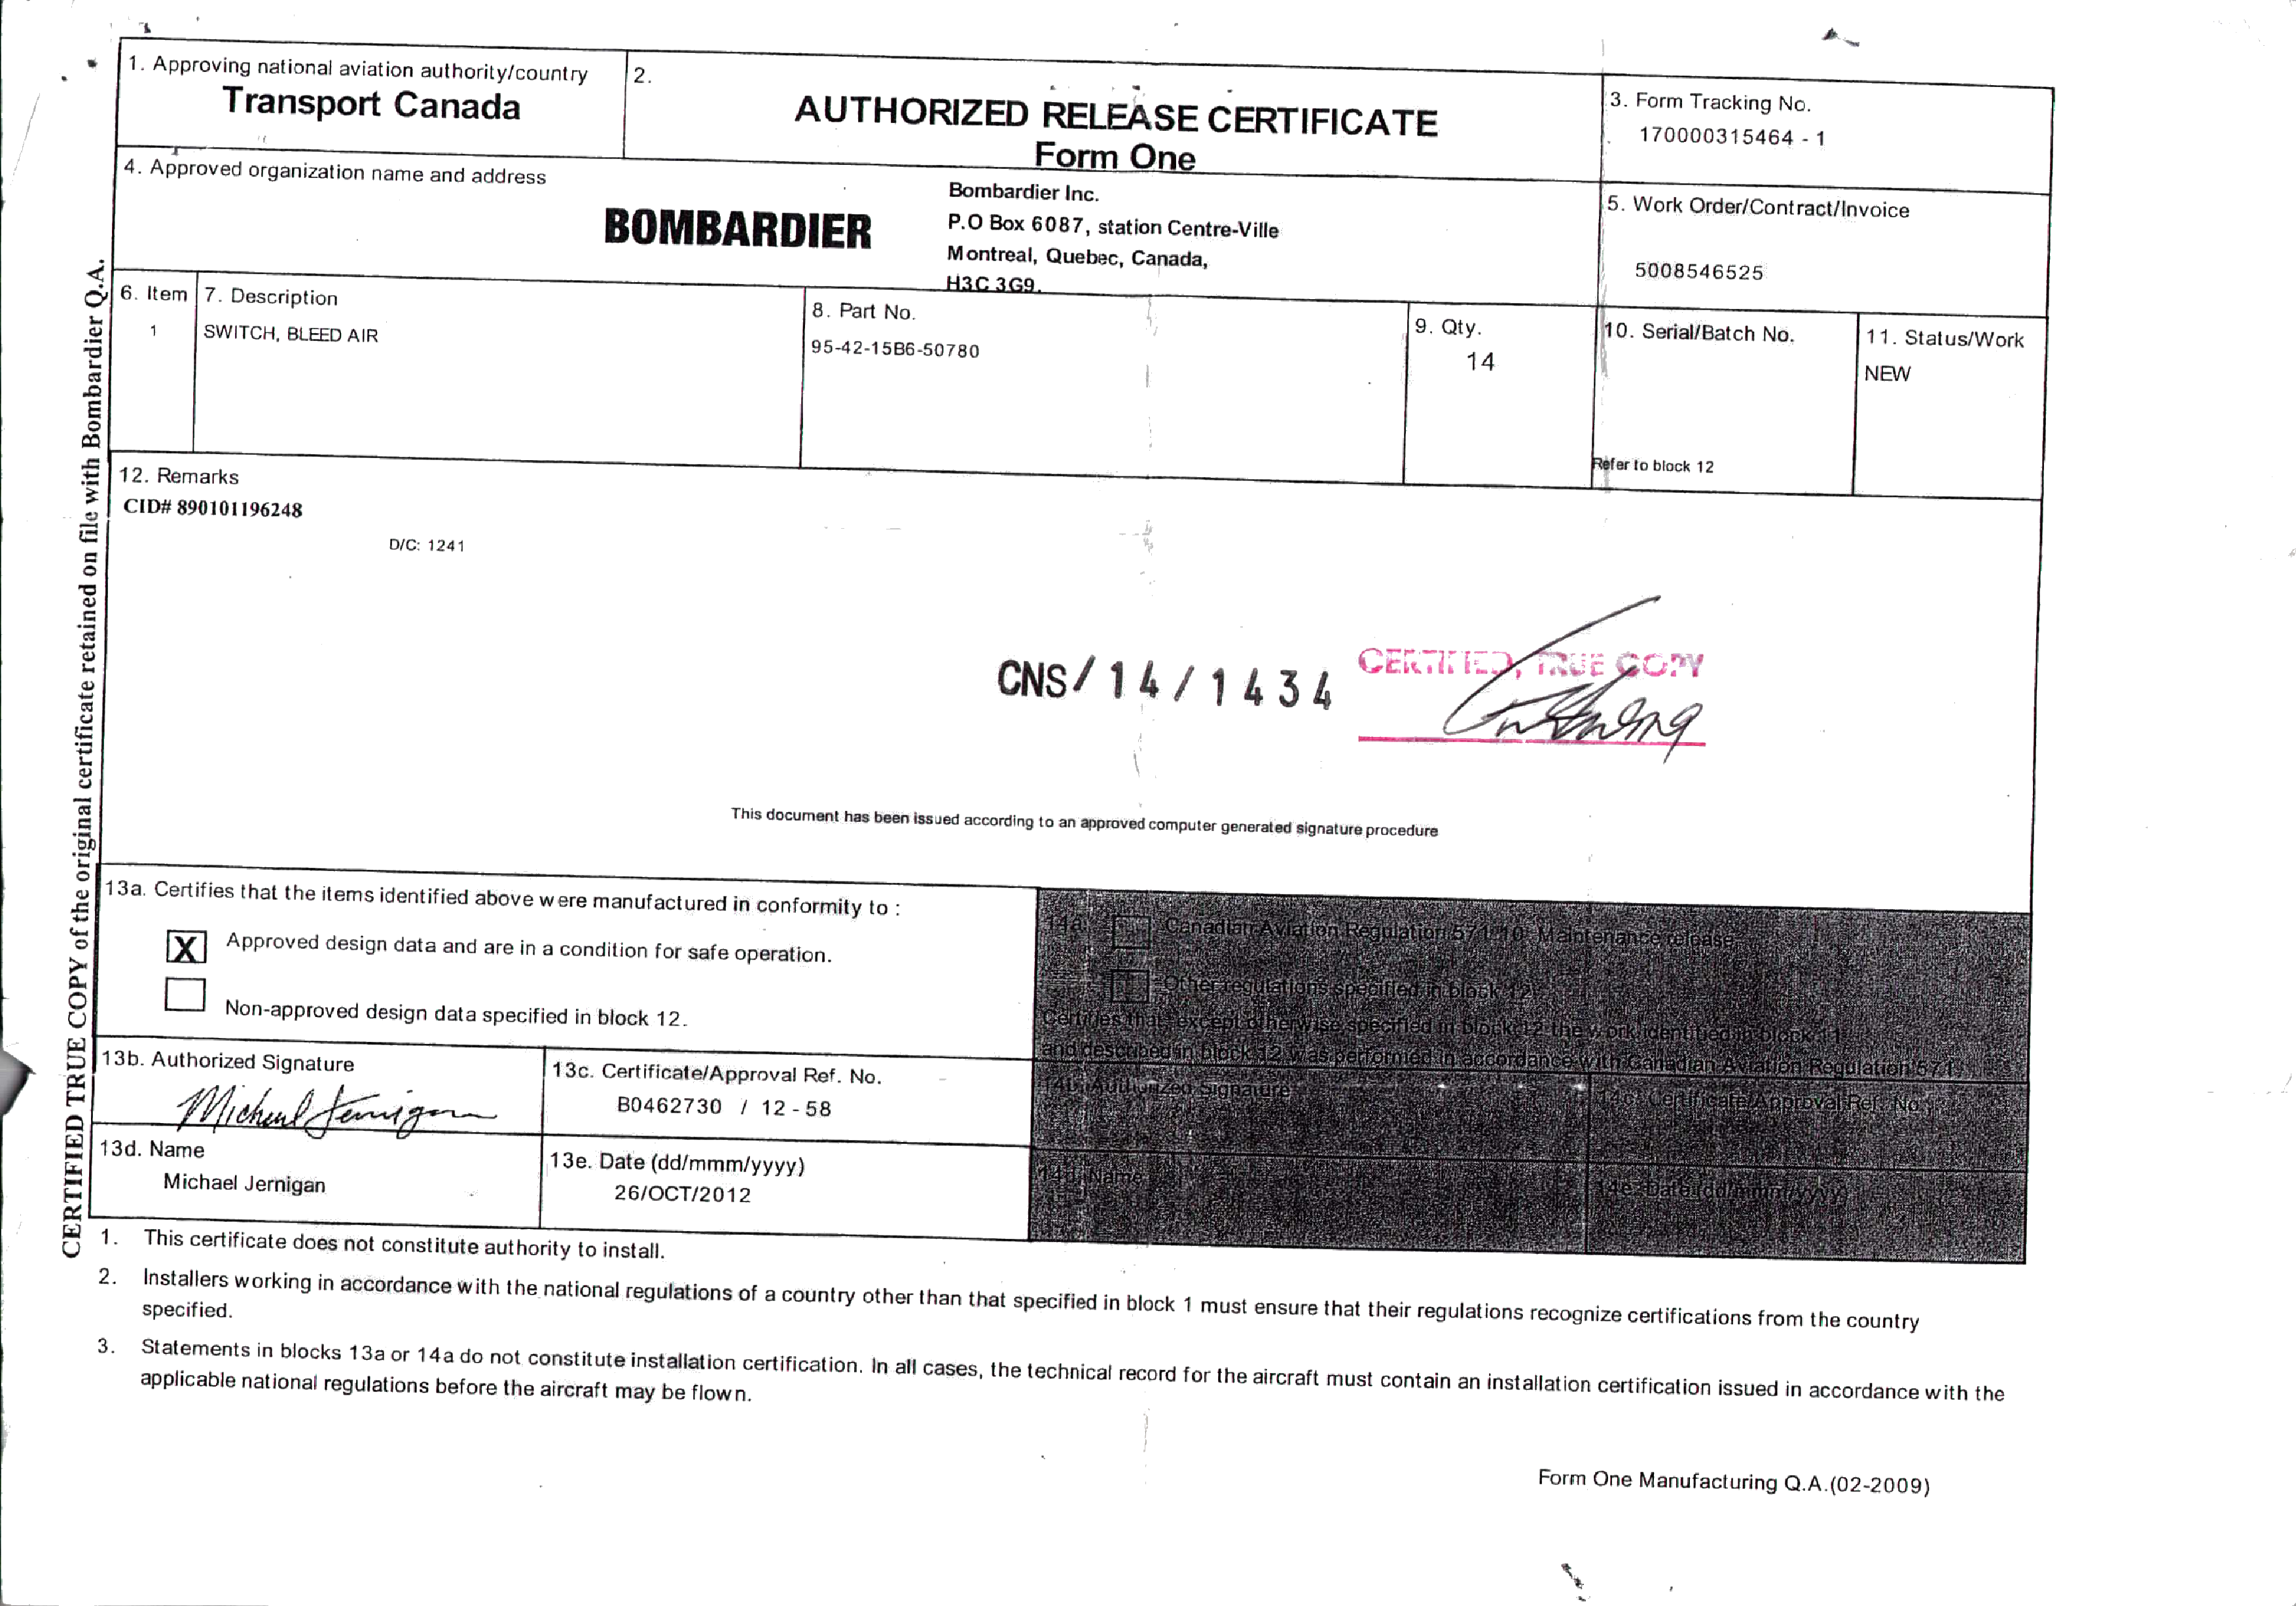 1. Approving national aviation authority/country
Transport Canada
2.
AUTHORIZED RELEASE CERTIFICATE
Form One
3. Form Tracking No.
170000315464 - 1
4. Approved organization name and address
BOMBARDIER
Bombardier Inc.
P.O Box 6087, station Centre-Ville
Montreal, Quebec, Canada,
H3C 3G9.
5. Work Order/Contract/Invoice
5008546525
6. Item
1
7. Description
SWITCH, BLEED AIR
8. Part No.
95-42-15B6-50780
9. Qty.
14
10. Serial/Batch No.
Refer to block 12
11. Status/Work
NEW
12. Remarks
CID# 890101196248
D/C: 1241
CNS/14/1434
CERTIFIED, TRUE COPY
This document has been issued according to an approved computer generated signature procedure
13a. Certifies that the items identified above were manufactured in conformity to :
X Approved design data and are in a condition for safe operation.
Non-approved design data specified in block 12.
14a.
Canadian Aviation Regulation 571.10 Maintenance release
Other regulations specified in block 12
Certifies that, except otherwise specified in block 12 the work identified in block 11
and described in block 12 was performed in accordance with Canadian Aviation Regulation 571
13b. Authorized Signature
Michael Jernigan
13c. Certificate/Approval Ref. No.
B0462730 / 12 - 58
14b. Authorized Signature
14c. Certificate/Approval Ref. No.
13d. Name
Michael Jernigan
13e. Date (dd/mmm/yyyy)
26/OCT/2012
14d. Name
14e. Date (dd/mmm/yyyy)
1. This certificate does not constitute authority to install.
2. Installers working in accordance with the national regulations of a country other than that specified in block 1 must ensure that their regulations recognize certifications from the country
specified.
3. Statements in blocks 13a or 14a do not constitute installation certification. In all cases, the technical record for the aircraft must contain an installation certification issued in accordance with the
applicable national regulations before the aircraft may be flown.
Form One Manufacturing Q.A.(02-2009)
CERTIFIED TRUE COPY of the original certificate retained on file with Bombardier Q.A.